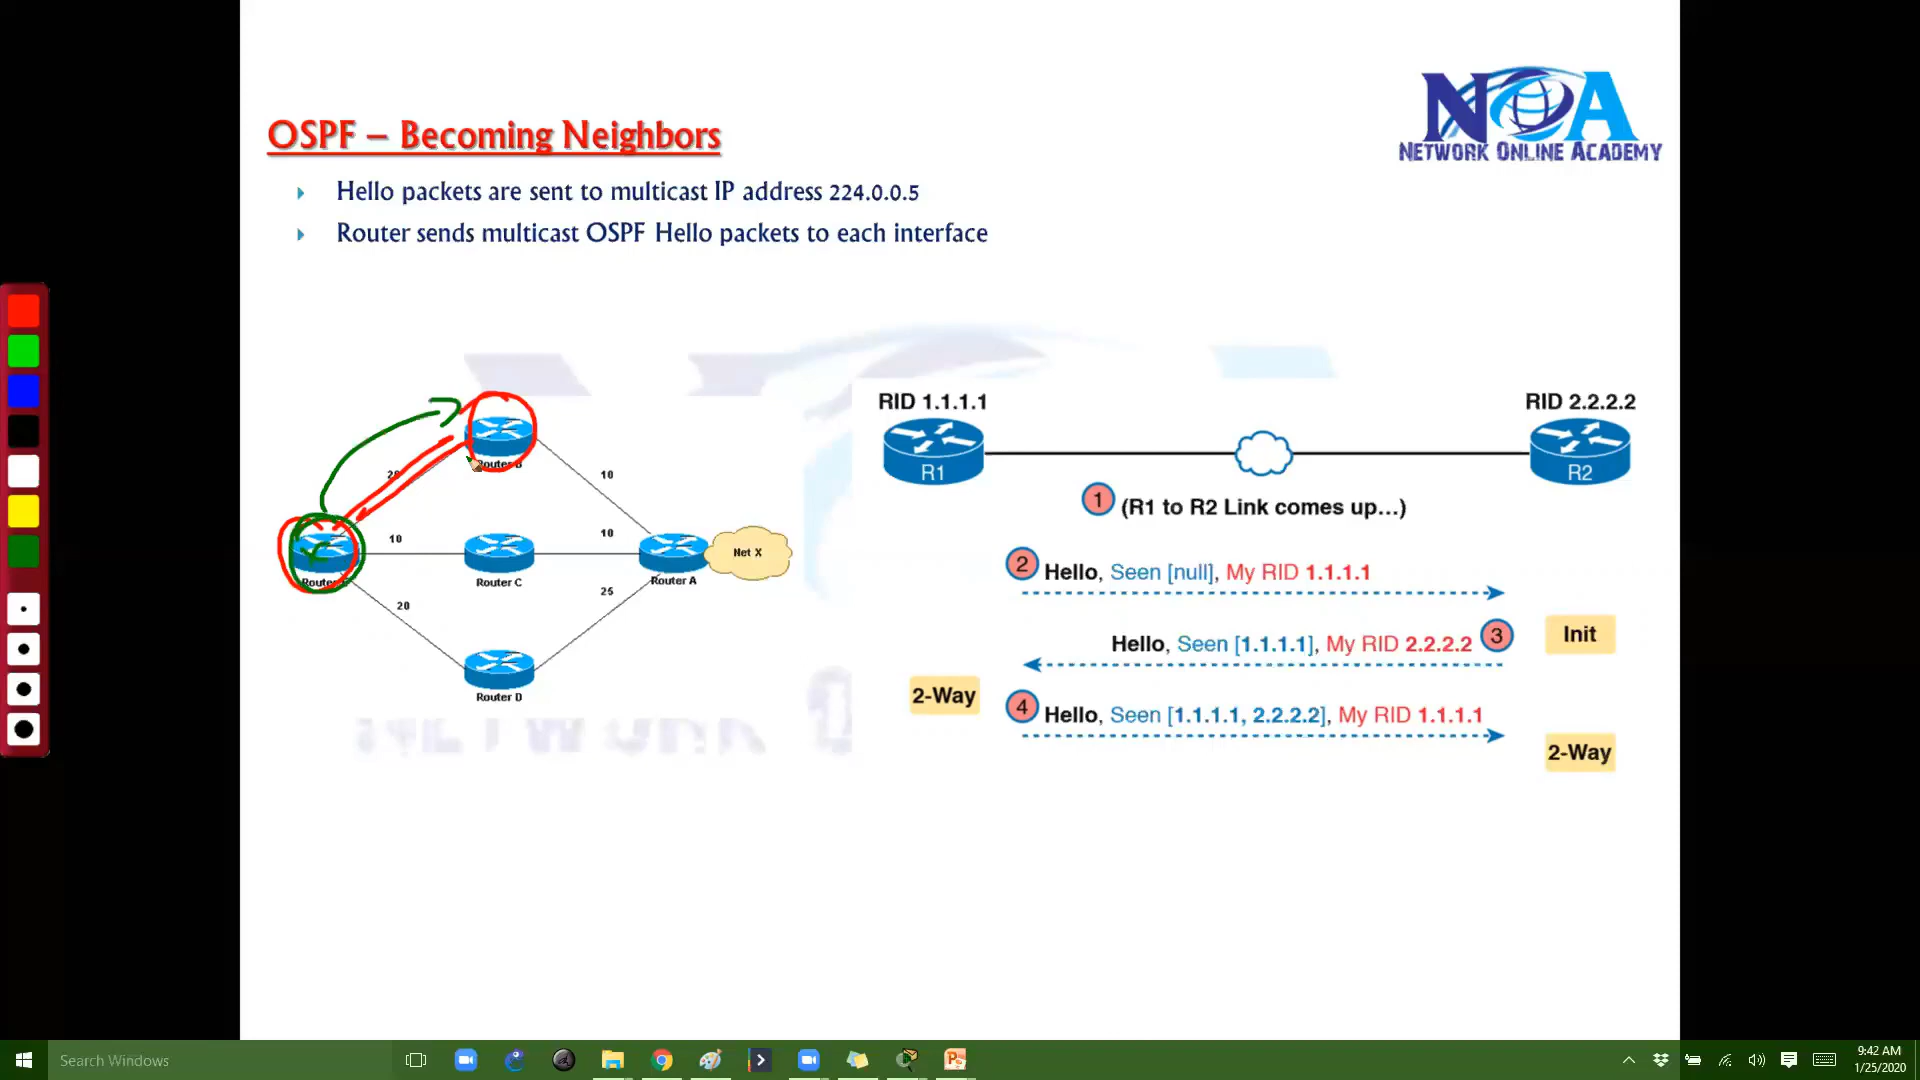 NOA
NETWORK ONLINE ACADEMY
OSPF – Becoming Neighbors
Hello packets are sent to multicast IP address 224.0.0.5
Router sends multicast OSPF Hello packets to each interface
Router B
10
10
10
Router
Router C
Router A
Net X
20
25
Router D
NETWORK O
RID 1.1.1.1
RID 2.2.2.2
R1
R2
1 (R1 to R2 Link comes up...)
2 Hello, Seen [null], My RID 1.1.1.1
Hello, Seen [1.1.1.1], My RID 2.2.2.2 3
Init
2-Way
4 Hello, Seen [1.1.1.1, 2.2.2.2], My RID 1.1.1.1
2-Way
Search Windows
9:42 AM
1/25/2020